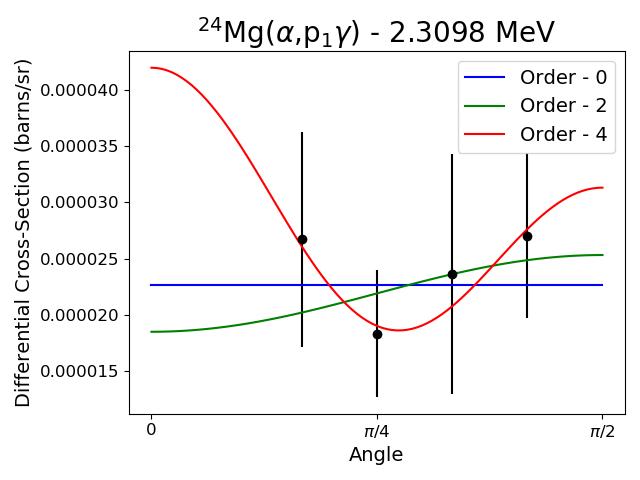 ²⁴Mg(α,p₁γ) - 2.3098 MeV
Order - 0
Order - 2
Order - 4
Differential Cross-Section (barns/sr)
0.000040
0.000035
0.000030
0.000025
0.000020
0.000015
0
π/4
π/2
Angle